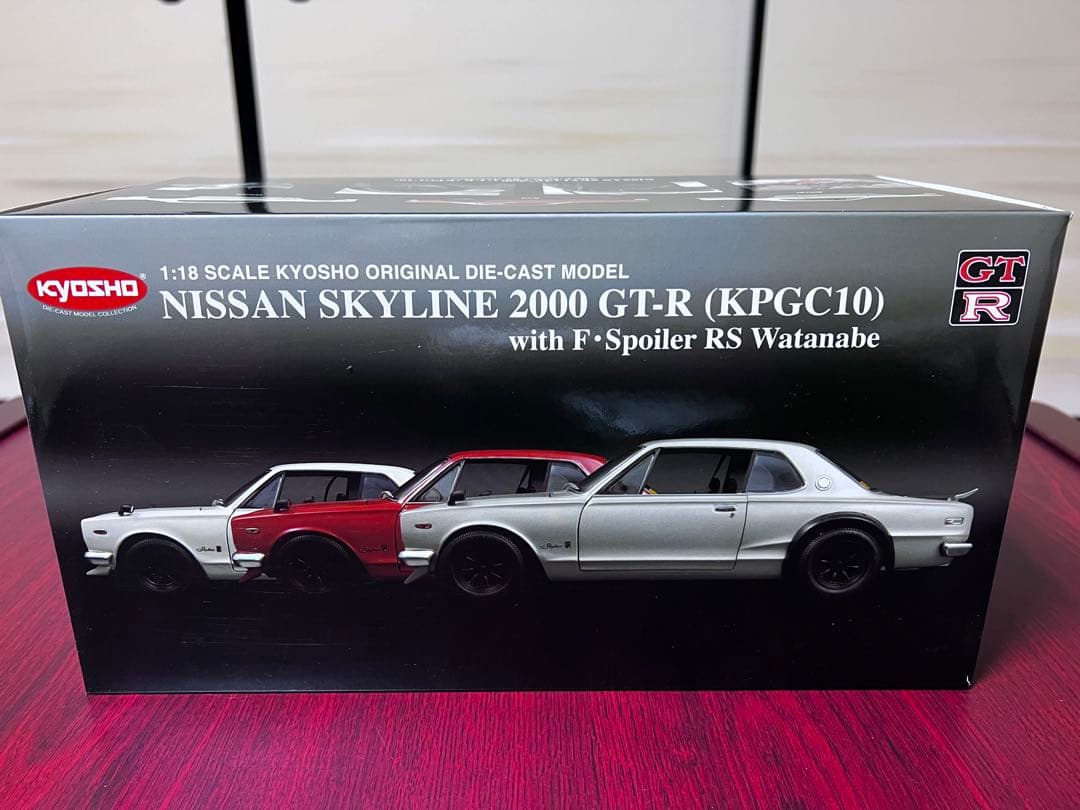 KYOSHO
DIE-CAST MODEL COLLECTION
1:18 SCALE KYOSHO ORIGINAL DIE-CAST MODEL
NISSAN SKYLINE 2000 GT-R (KPGC10)
with F・Spoiler RS Watanabe
GT
R